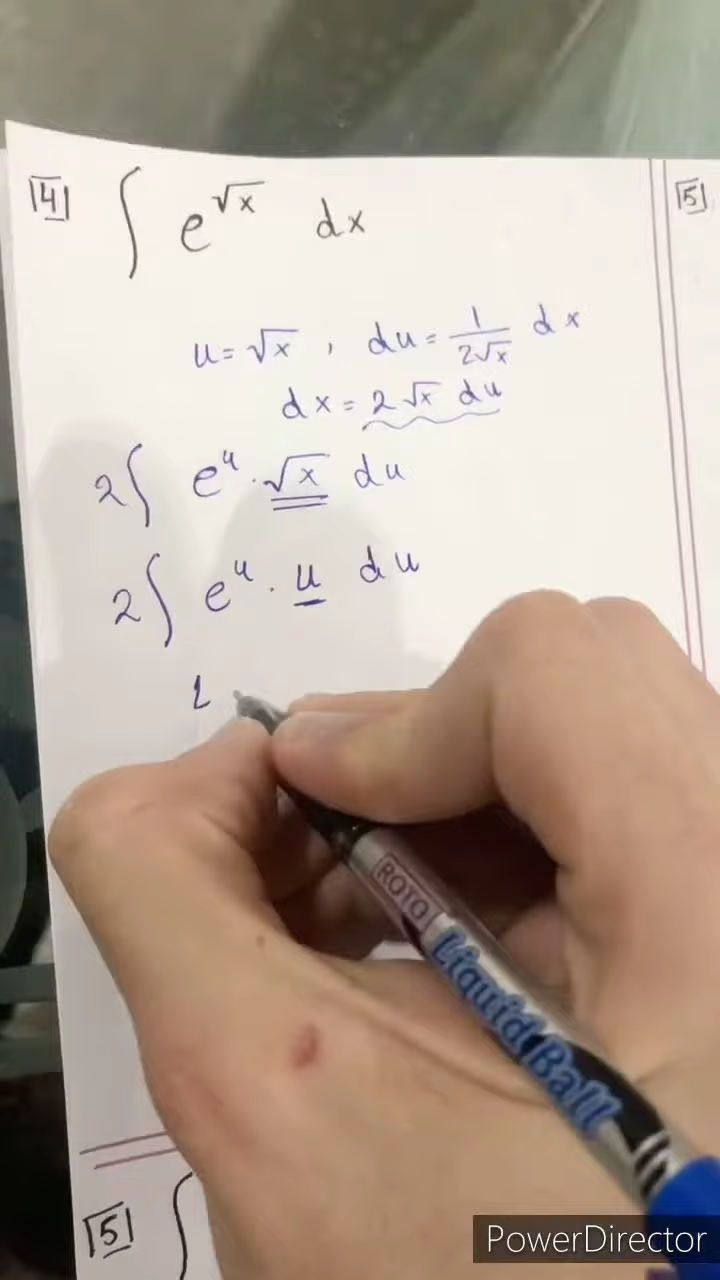 4 ∫ e^√x dx
5
u = √x , du = 1/(2√x) dx
dx = 2√x du
2∫ e^u · √x du
2∫ e^u · u du
ROTO
Liquid Ball
5 ∫
PowerDirector